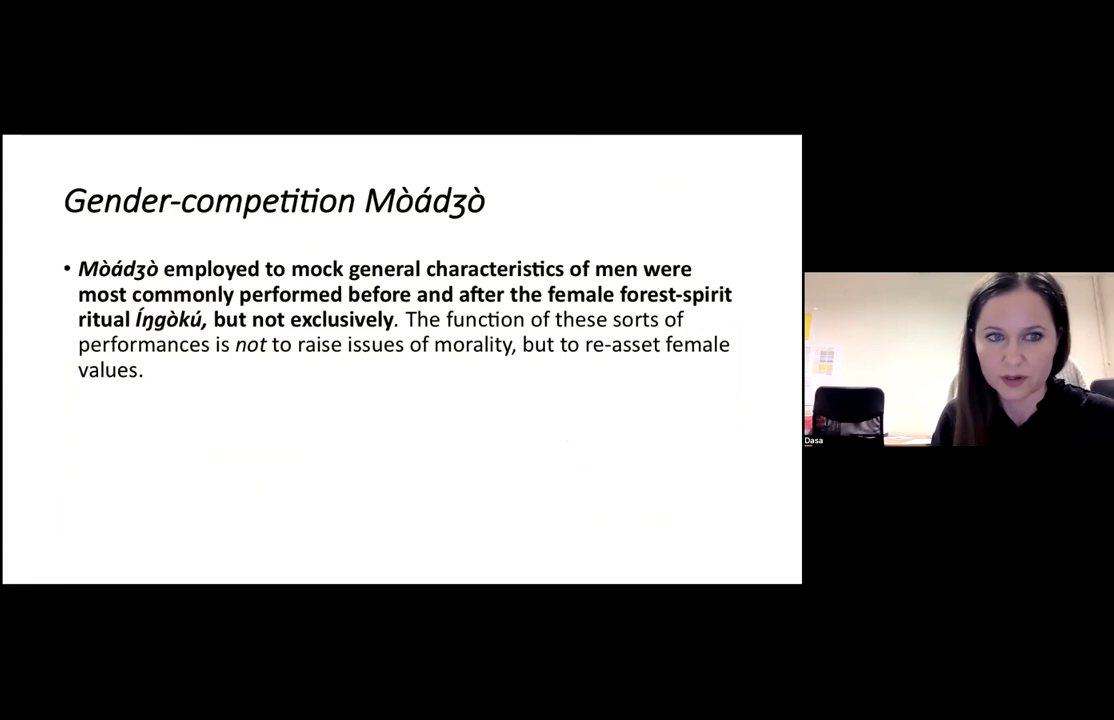 Gender-competition Mòádʒò
• Mòádʒò employed to mock general characteristics of men were
most commonly performed before and after the female forest-spirit
ritual Íŋgòkú, but not exclusively. The function of these sorts of
performances is not to raise issues of morality, but to re-asset female
values.
Dasa